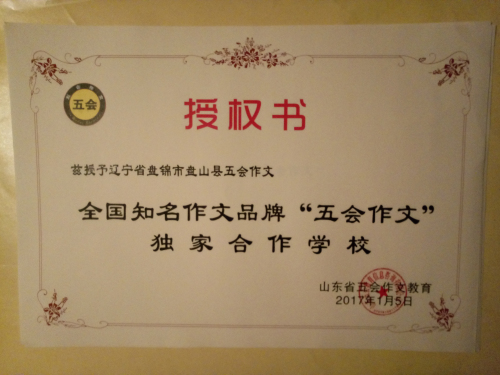 五会
授权书
兹授予辽宁省盘锦市盘山县五会作文
全国知名作文品牌“五会作文”
独家合作学校
山东省五会作文教育
2017年1月5日